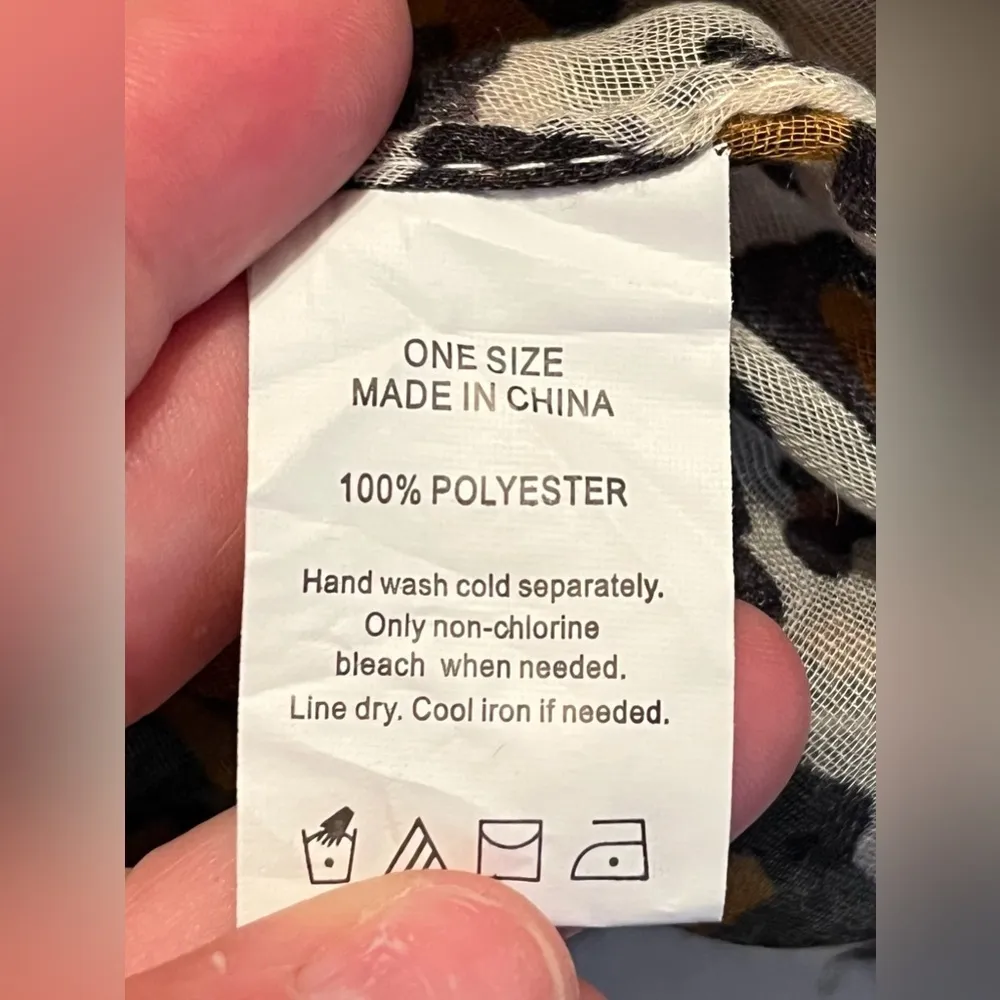 ONE SIZE
MADE IN CHINA
100% POLYESTER
Hand wash cold separately.
Only non-chlorine
bleach when needed.
Line dry. Cool iron if needed.